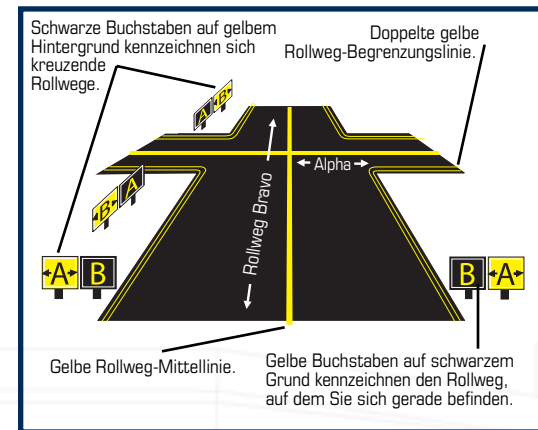 Schwarze Buchstaben auf gelbem
Hintergrund kennzeichnen sich
kreuzende
Rollwege.
Doppelte gelbe
Rollweg-Begrenzungslinie.
A B
Alpha
Rollweg Bravo
B A
A B
B A
Gelbe Rollweg-Mittellinie.
Gelbe Buchstaben auf schwarzem
Grund kennzeichnen den Rollweg,
auf dem Sie sich gerade befinden.